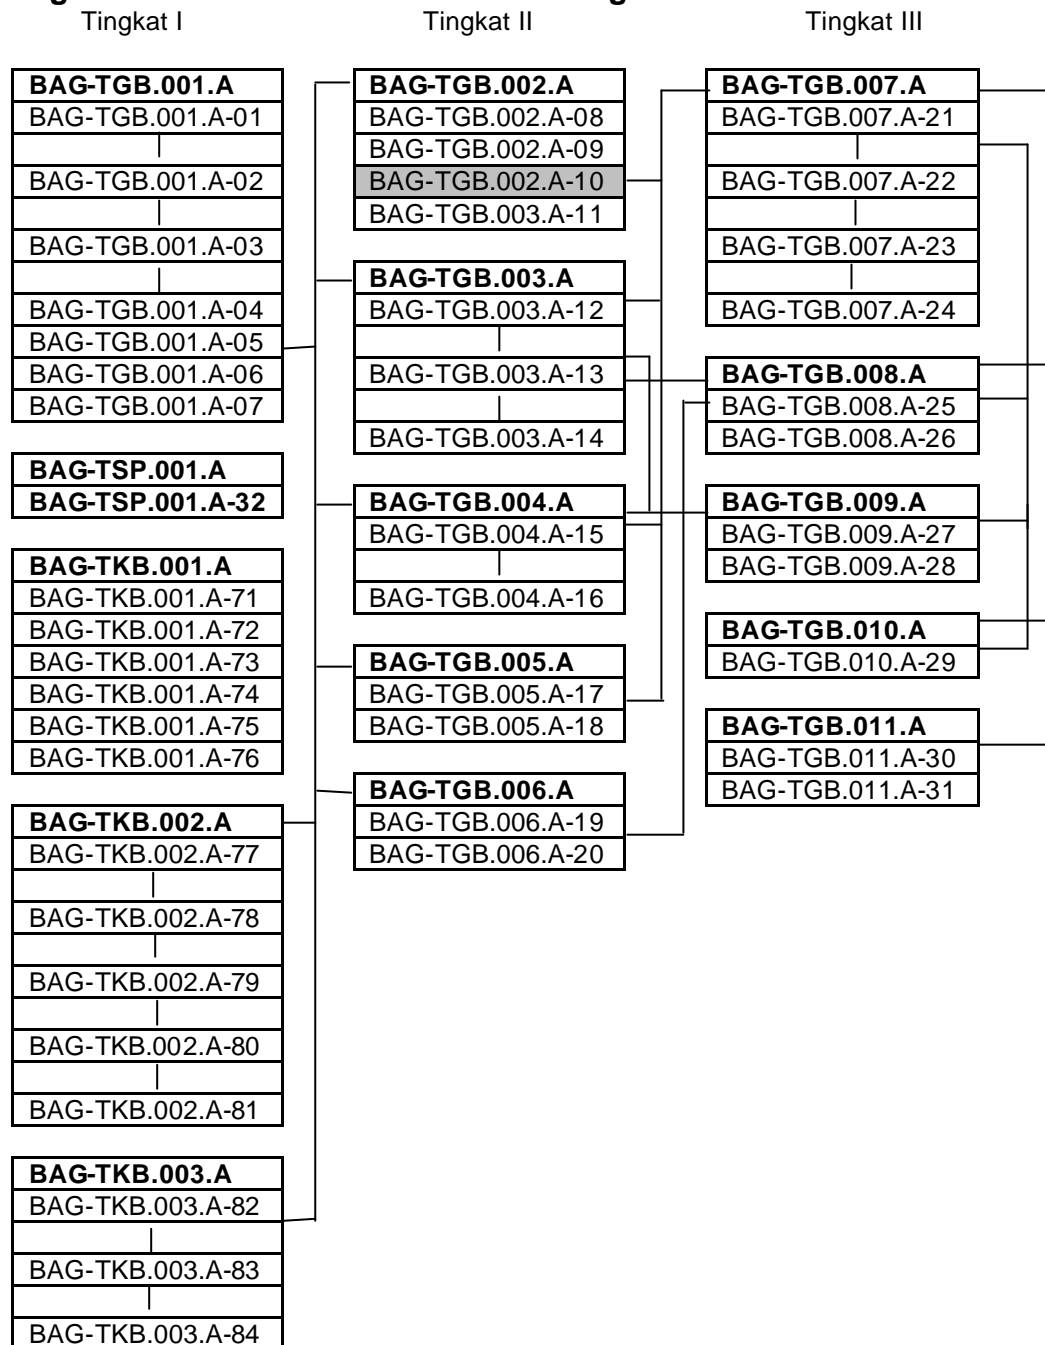 Tingkat I
Tingkat II
Tingkat III
BAG-TGB.001.A
BAG-TGB.001.A-01
BAG-TGB.001.A-02
BAG-TGB.001.A-03
BAG-TGB.001.A-04
BAG-TGB.001.A-05
BAG-TGB.001.A-06
BAG-TGB.001.A-07
BAG-TSP.001.A
BAG-TSP.001.A-32
BAG-TKB.001.A
BAG-TKB.001.A-71
BAG-TKB.001.A-72
BAG-TKB.001.A-73
BAG-TKB.001.A-74
BAG-TKB.001.A-75
BAG-TKB.001.A-76
BAG-TKB.002.A
BAG-TKB.002.A-77
BAG-TKB.002.A-78
BAG-TKB.002.A-79
BAG-TKB.002.A-80
BAG-TKB.002.A-81
BAG-TKB.003.A
BAG-TKB.003.A-82
BAG-TKB.003.A-83
BAG-TKB.003.A-84
BAG-TGB.002.A
BAG-TGB.002.A-08
BAG-TGB.002.A-09
BAG-TGB.002.A-10
BAG-TGB.003.A-11
BAG-TGB.003.A
BAG-TGB.003.A-12
BAG-TGB.003.A-13
BAG-TGB.003.A-14
BAG-TGB.004.A
BAG-TGB.004.A-15
BAG-TGB.004.A-16
BAG-TGB.005.A
BAG-TGB.005.A-17
BAG-TGB.005.A-18
BAG-TGB.006.A
BAG-TGB.006.A-19
BAG-TGB.006.A-20
BAG-TGB.007.A
BAG-TGB.007.A-21
BAG-TGB.007.A-22
BAG-TGB.007.A-23
BAG-TGB.007.A-24
BAG-TGB.008.A
BAG-TGB.008.A-25
BAG-TGB.008.A-26
BAG-TGB.009.A
BAG-TGB.009.A-27
BAG-TGB.009.A-28
BAG-TGB.010.A
BAG-TGB.010.A-29
BAG-TGB.011.A
BAG-TGB.011.A-30
BAG-TGB.011.A-31